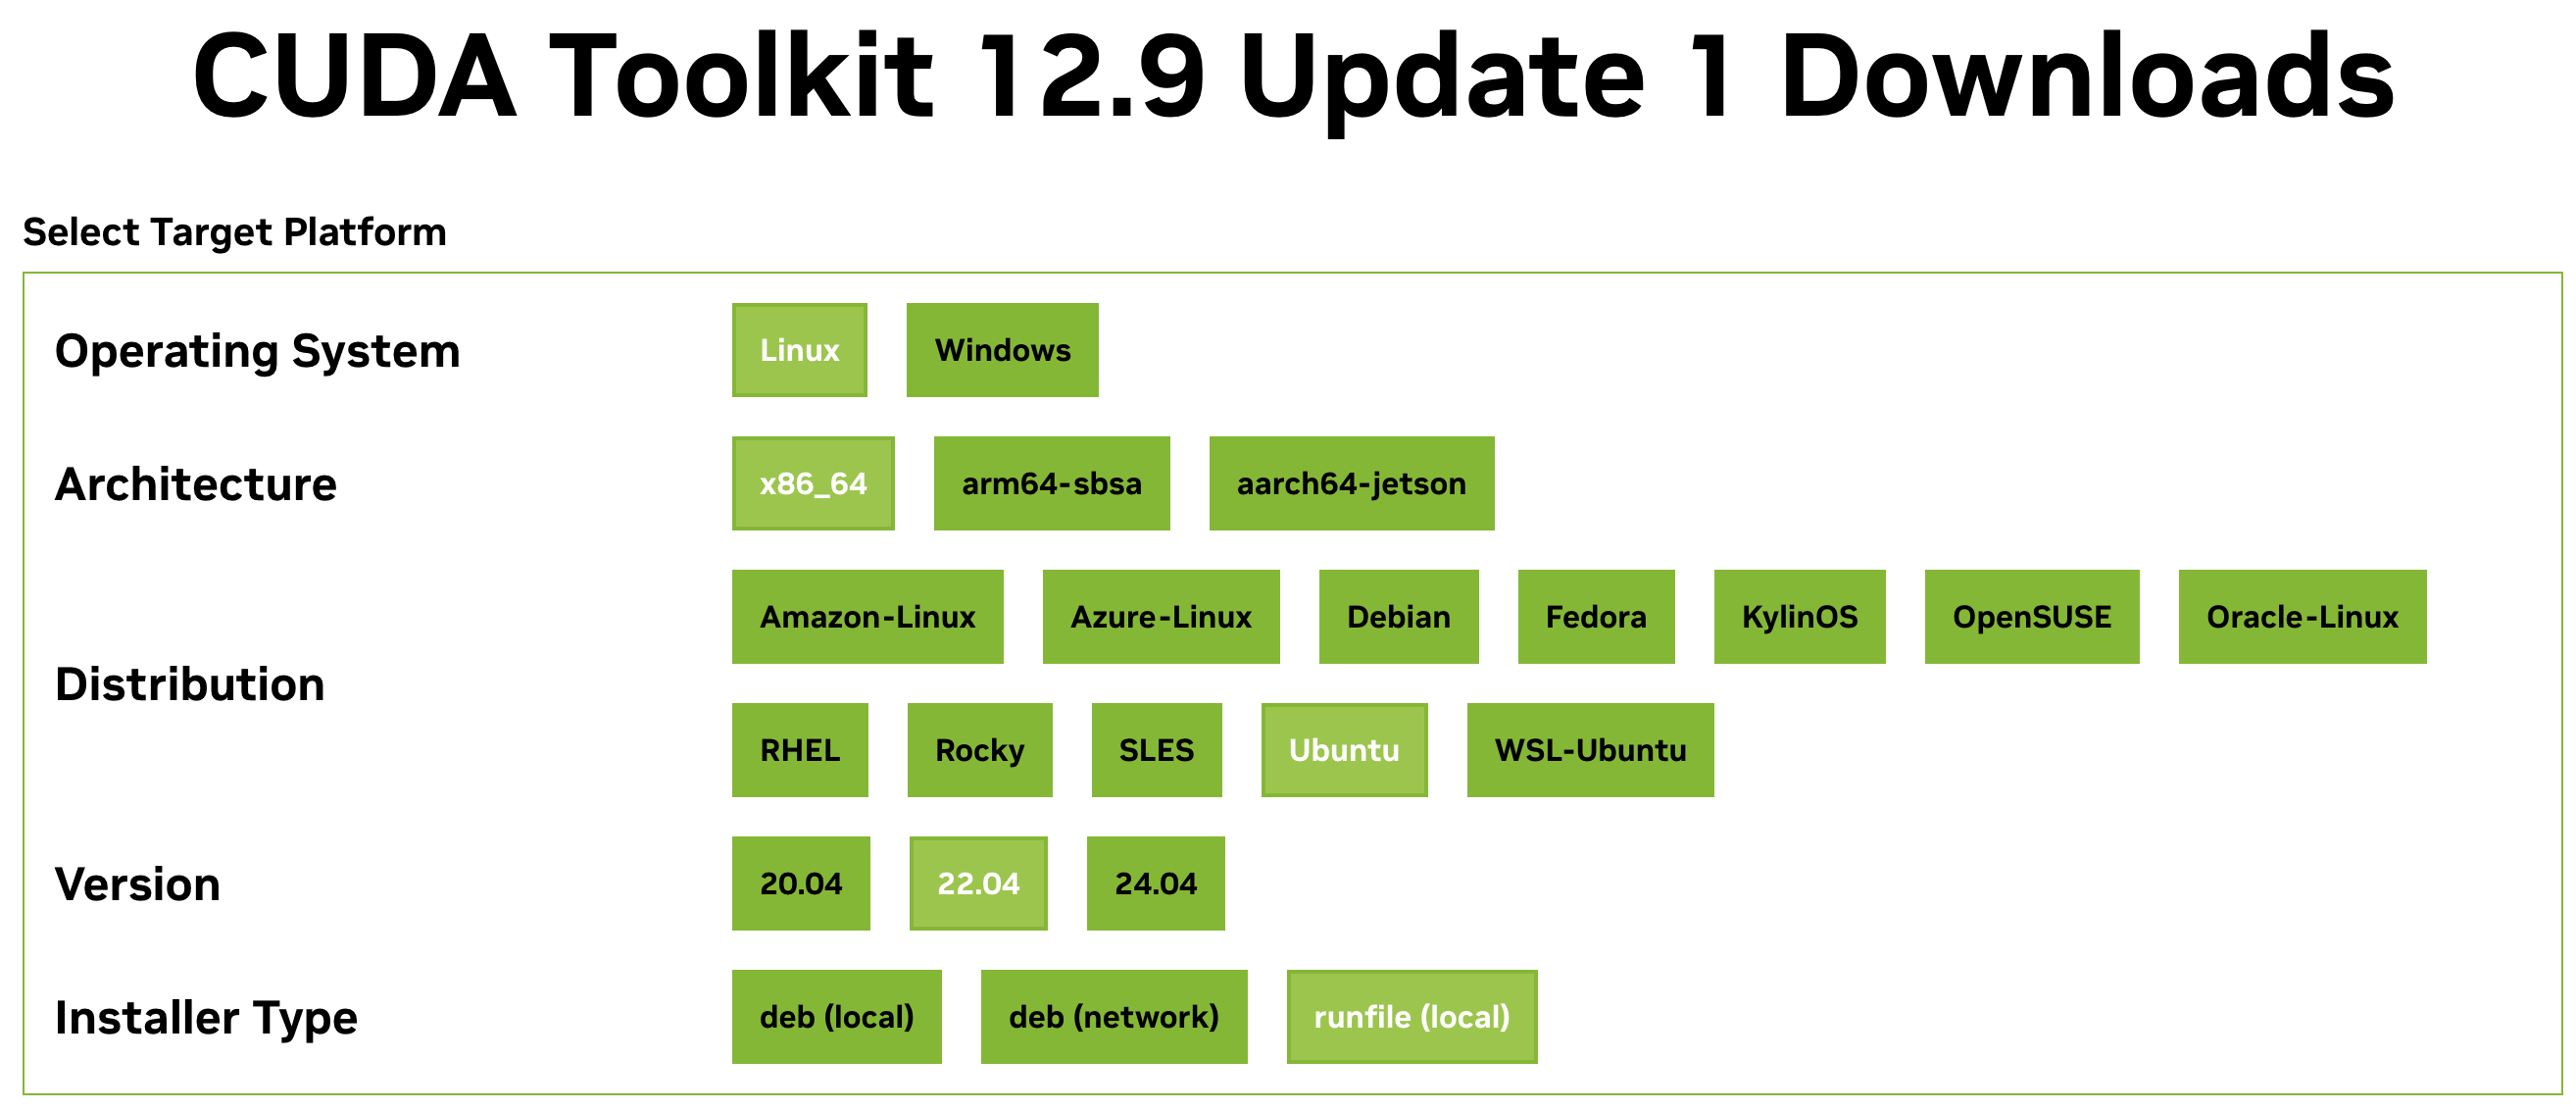 CUDA Toolkit 12.9 Update 1 Downloads
Select Target Platform
Operating System
Linux Windows
Architecture
x86_64 arm64-sbsa aarch64-jetson
Distribution
Amazon-Linux Azure-Linux Debian Fedora KylinOS OpenSUSE Oracle-Linux
RHEL Rocky SLES Ubuntu WSL-Ubuntu
Version
20.04 22.04 24.04
Installer Type
deb (local) deb (network) runfile (local)